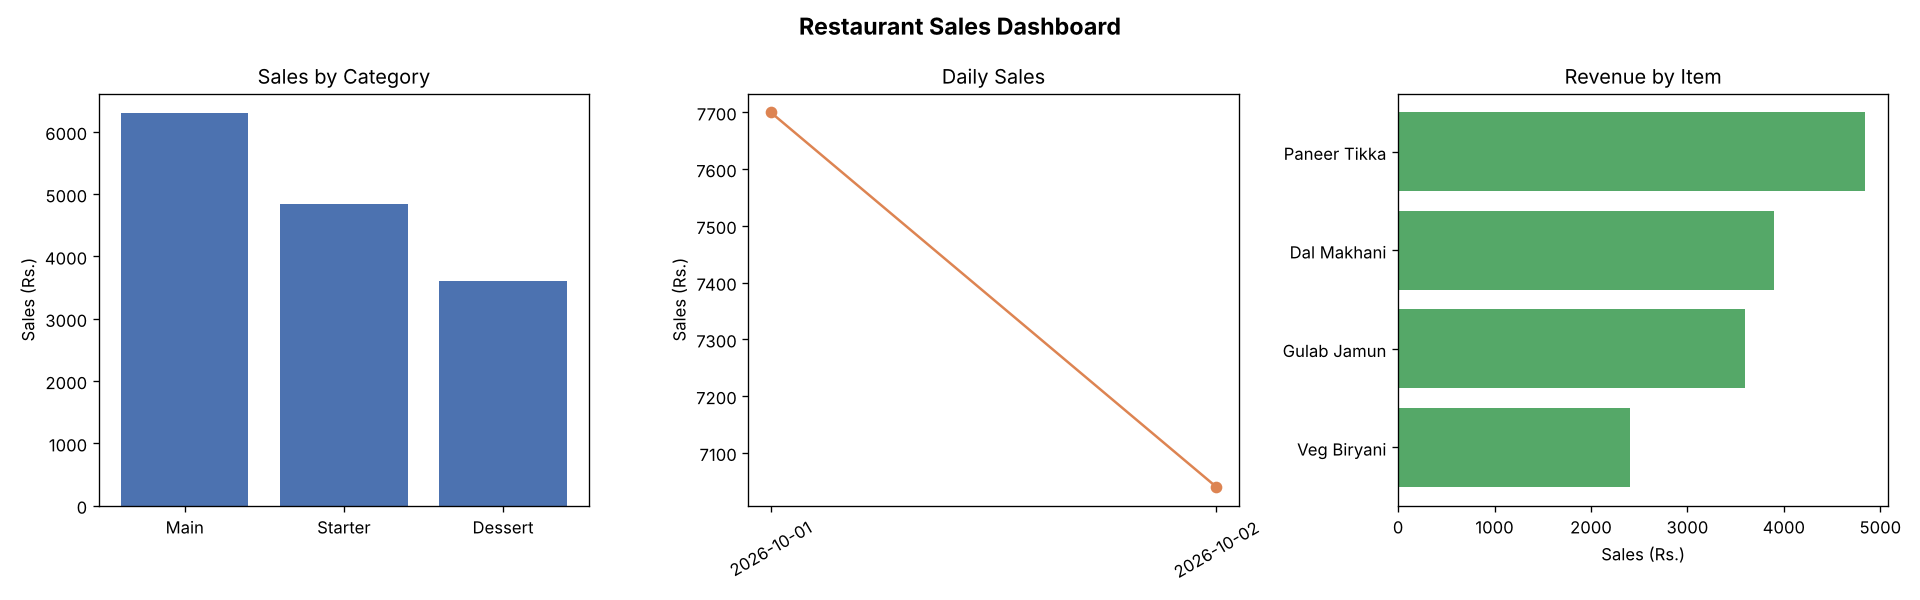 Restaurant Sales Dashboard
Sales by Category
Sales (Rs.)
6000
5000
4000
3000
2000
1000
0
Main
Starter
Dessert
Daily Sales
Sales (Rs.)
7700
7600
7500
7400
7300
7200
7100
2026-10-01
2026-10-02
Revenue by Item
Paneer Tikka
Dal Makhani
Gulab Jamun
Veg Biryani
0
1000
2000
3000
4000
5000
Sales (Rs.)